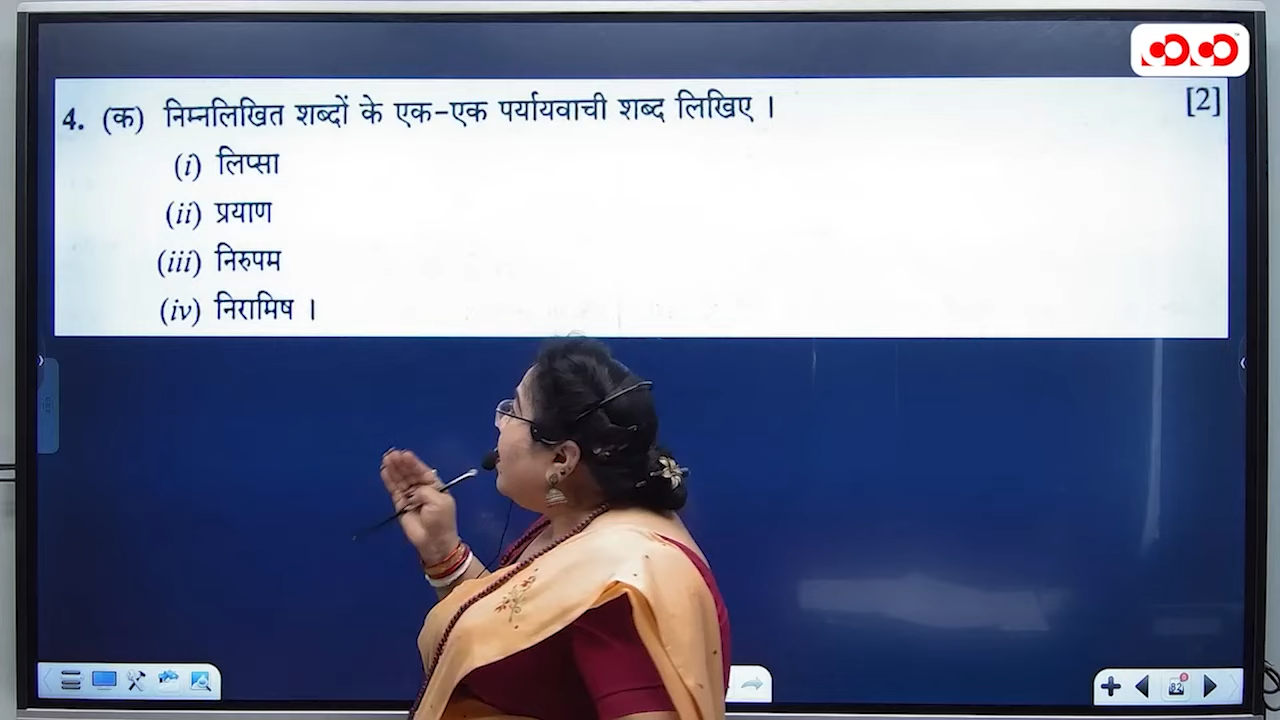 4. (क) निम्नलिखित शब्दों के एक-एक पर्यायवाची शब्द लिखिए । [2]
(i) लिप्सा
(ii) प्रयाण
(iii) निरुपम
(iv) निरामिष ।